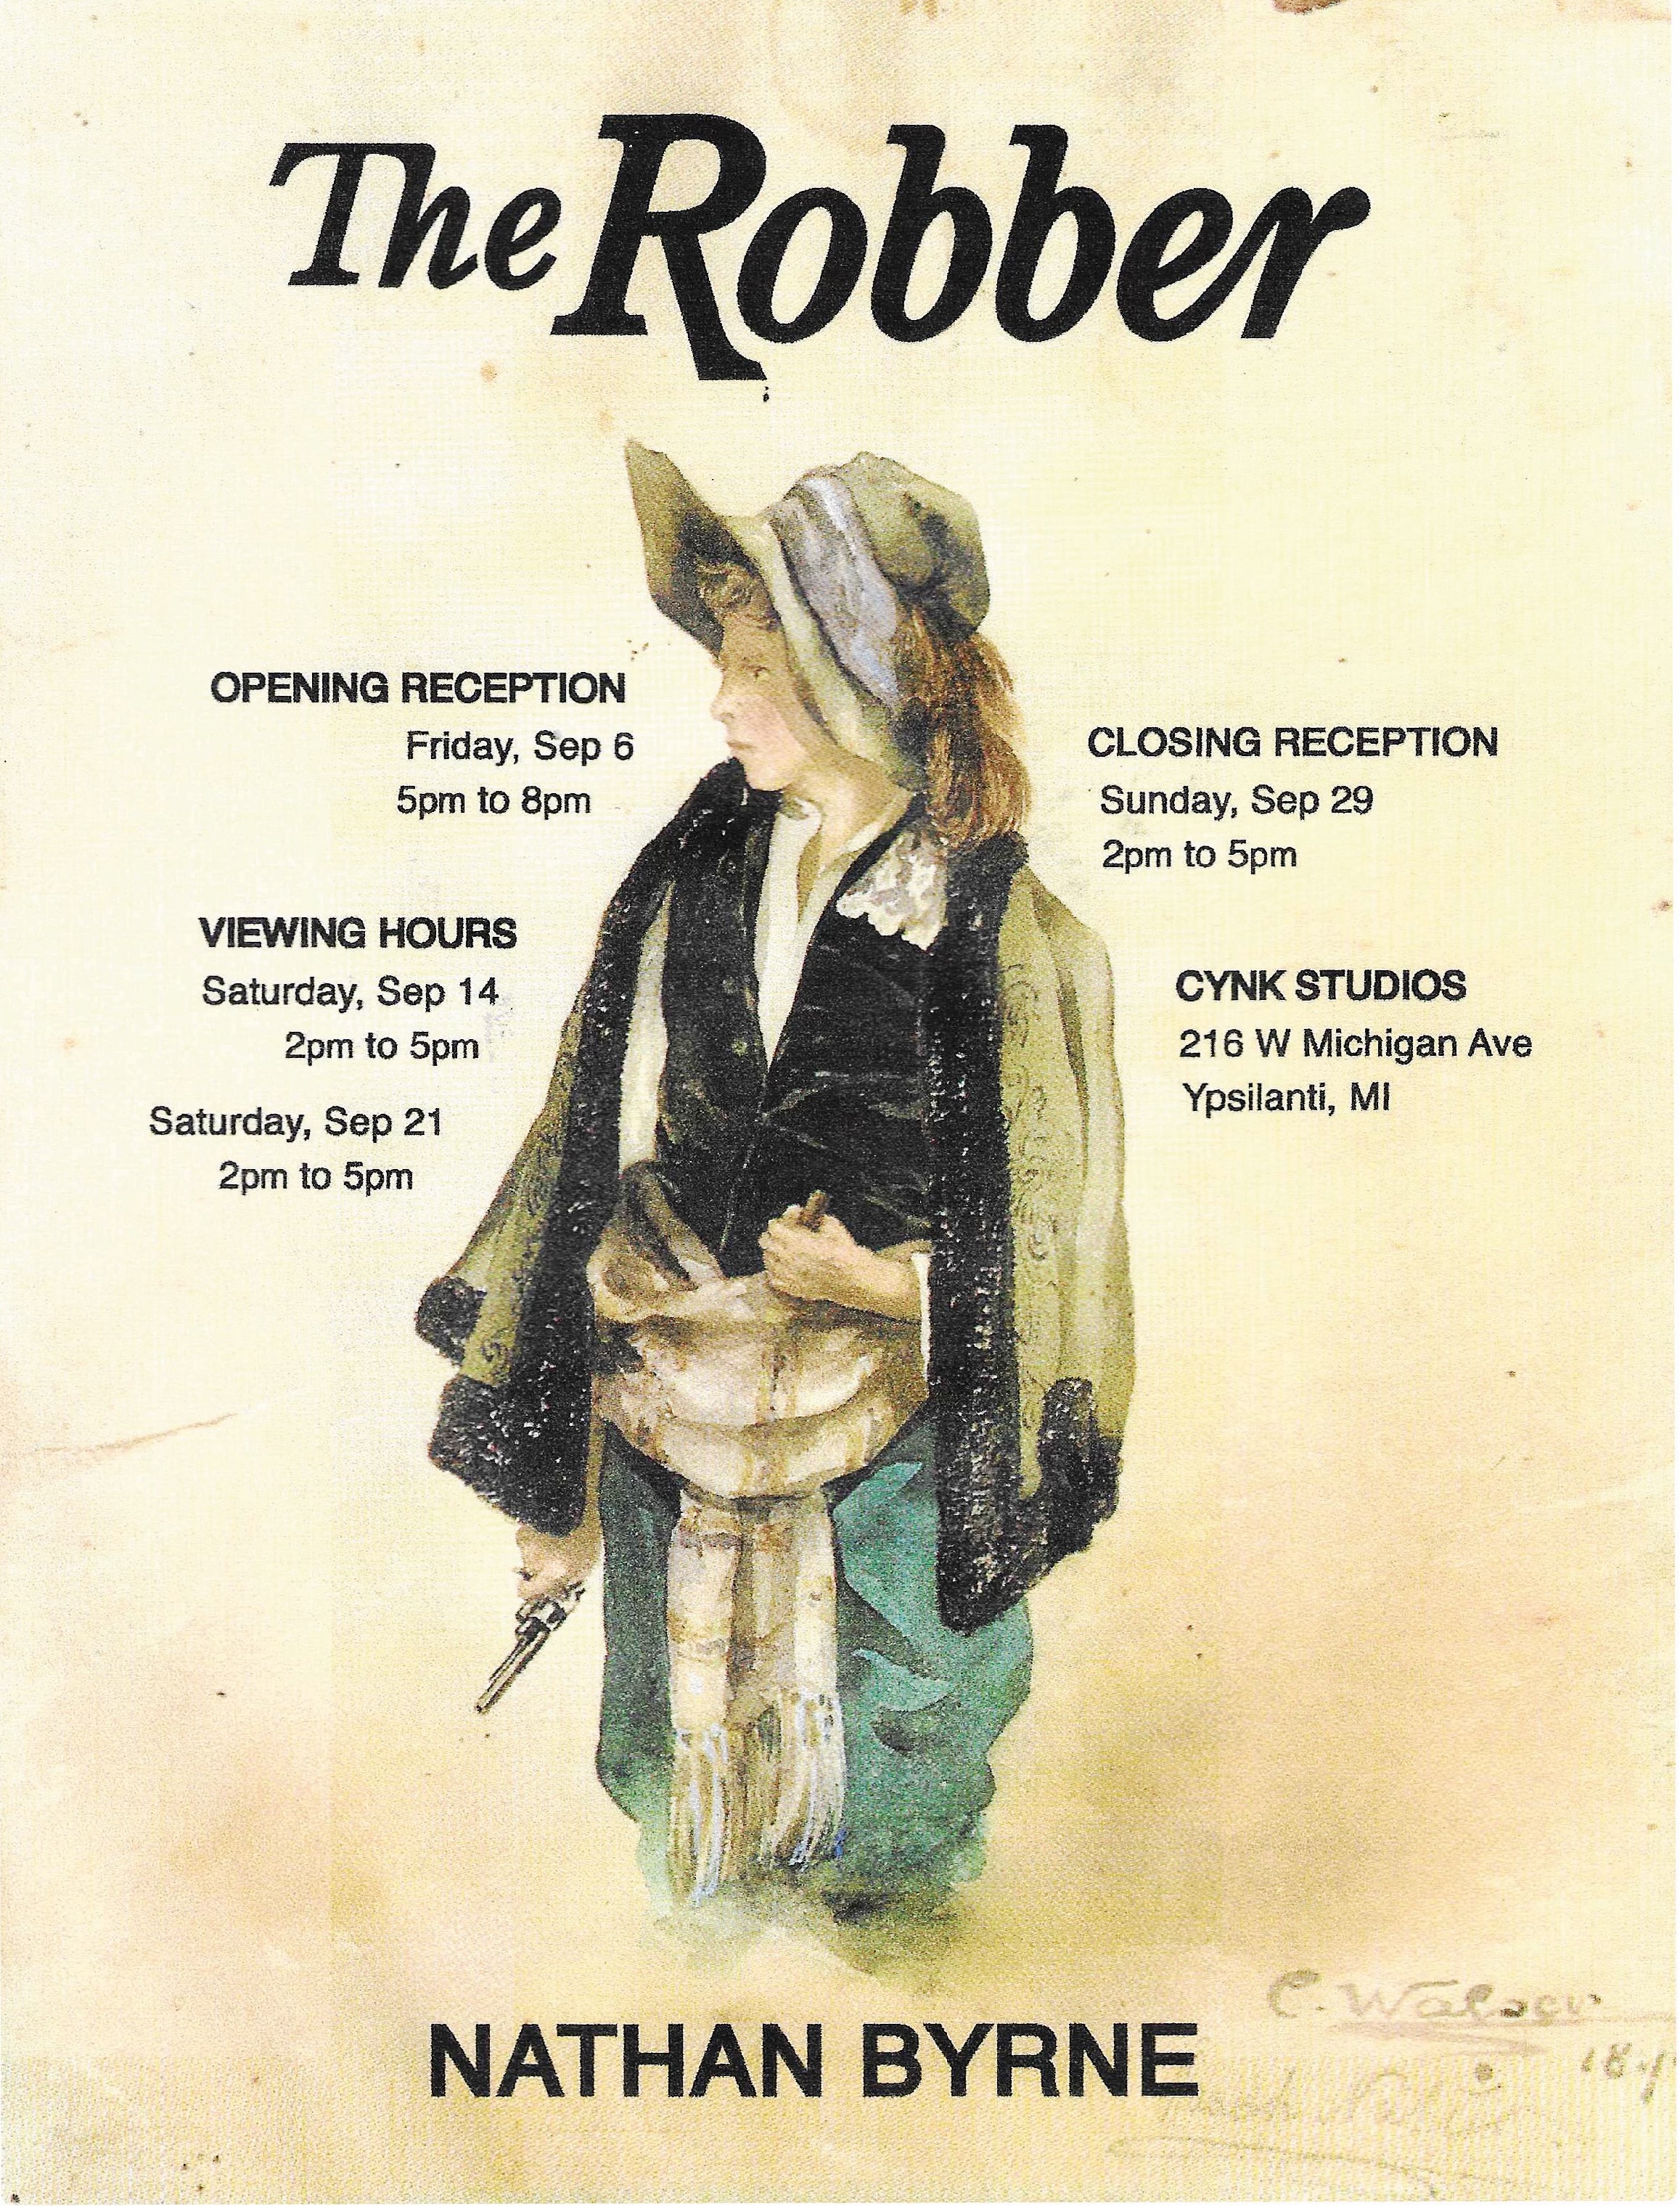 The Robber
OPENING RECEPTION
Friday, Sep 6
5pm to 8pm
VIEWING HOURS
Saturday, Sep 14
2pm to 5pm
Saturday, Sep 21
2pm to 5pm
CLOSING RECEPTION
Sunday, Sep 29
2pm to 5pm
CYNK STUDIOS
216 W Michigan Ave
Ypsilanti, MI
C. Walser
NATHAN BYRNE